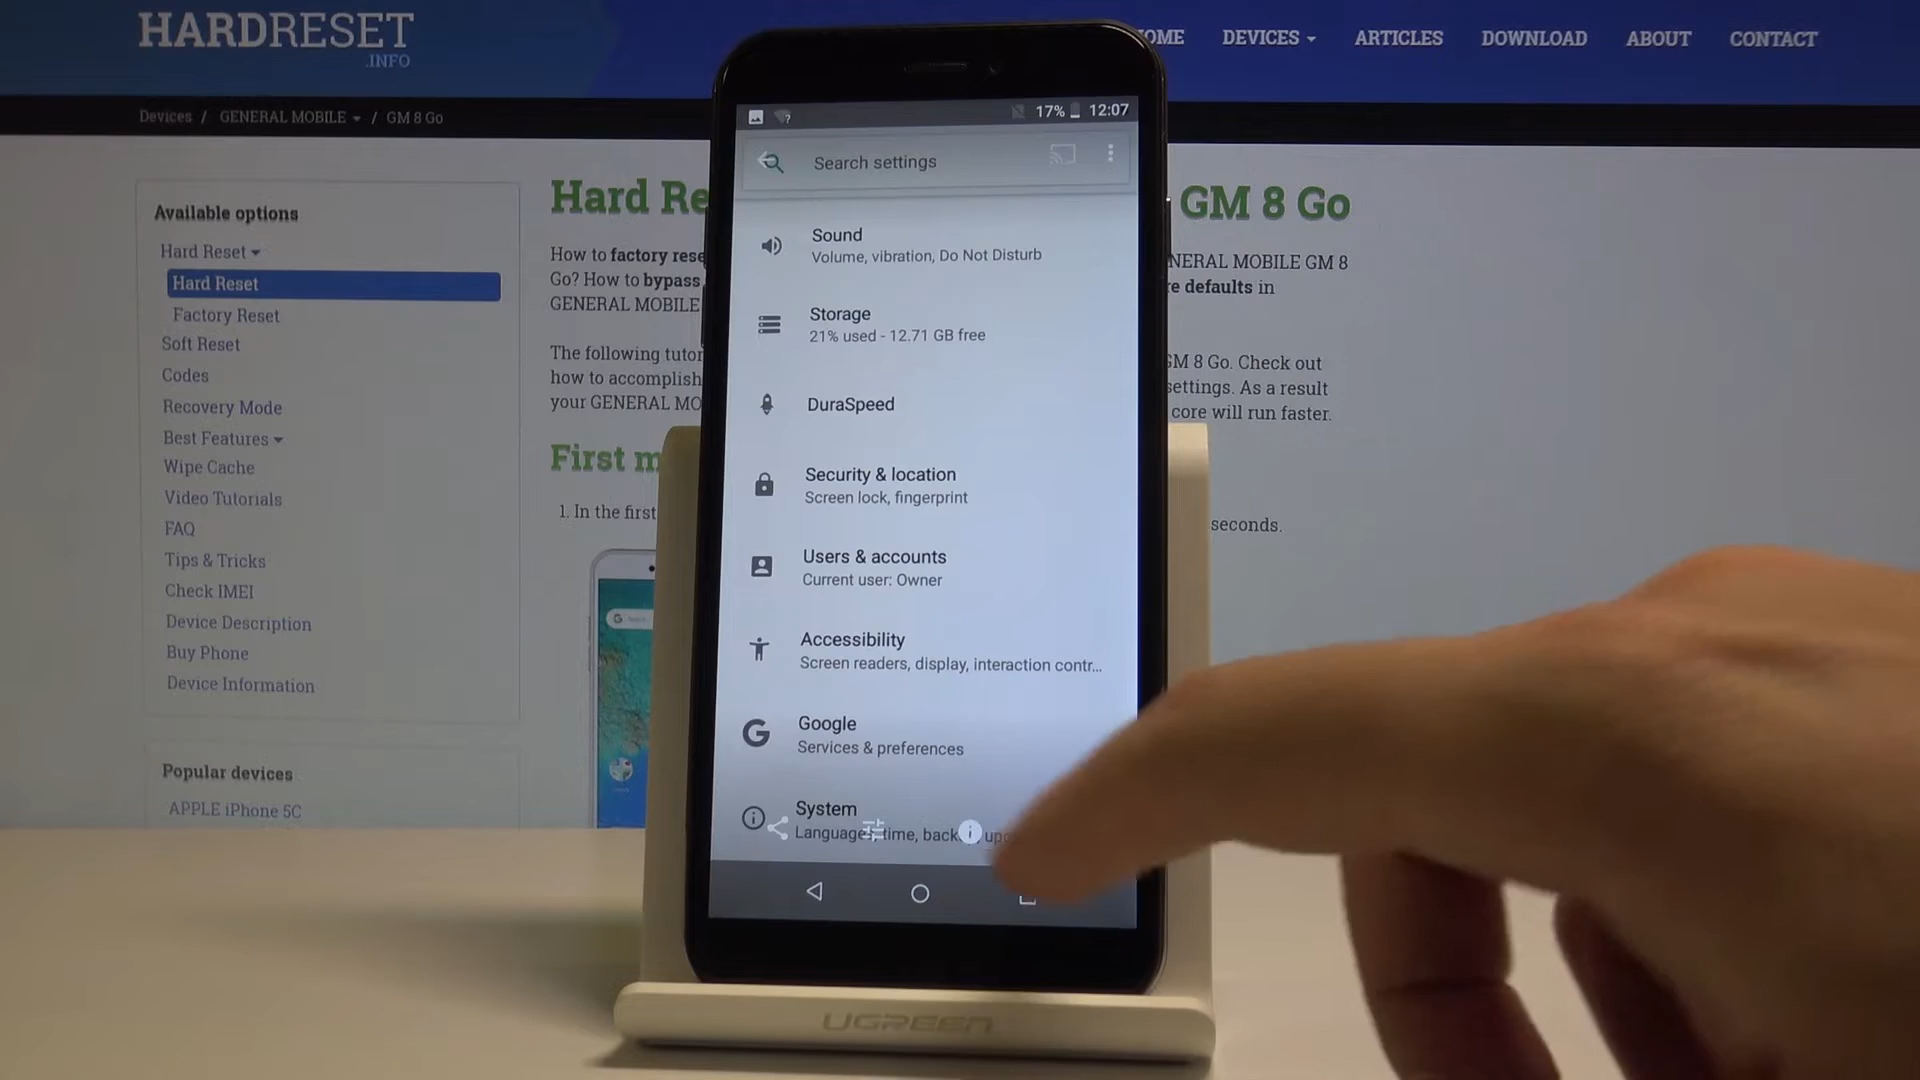 HARDRESET
.INFO
OME
DEVICES
ARTICLES
DOWNLOAD
ABOUT
CONTACT
Devices / GENERAL MOBILE / GM 8 Go
Available options
Hard Reset
Hard Reset
Factory Reset
Soft Reset
Codes
Recovery Mode
Best Features
Wipe Cache
Video Tutorials
FAQ
Tips & Tricks
Check IMEI
Device Description
Buy Phone
Device Information
Popular devices
APPLE iPhone 5C
Hard Re
GM 8 Go
How to factory rese
NERAL MOBILE GM 8
Go? How to bypass
re defaults in
GENERAL MOBILE
The following tutor
GM 8 Go. Check out
how to accomplish
settings. As a result
your GENERAL MO
core will run faster.
First m
1. In the first
seconds.
17% 12:07
Search settings
Sound
Volume, vibration, Do Not Disturb
Storage
21% used - 12.71 GB free
DuraSpeed
Security & location
Screen lock, fingerprint
Users & accounts
Current user: Owner
Accessibility
Screen readers, display, interaction contr...
Google
Services & preferences
System
Languages, time, back
UGREEN